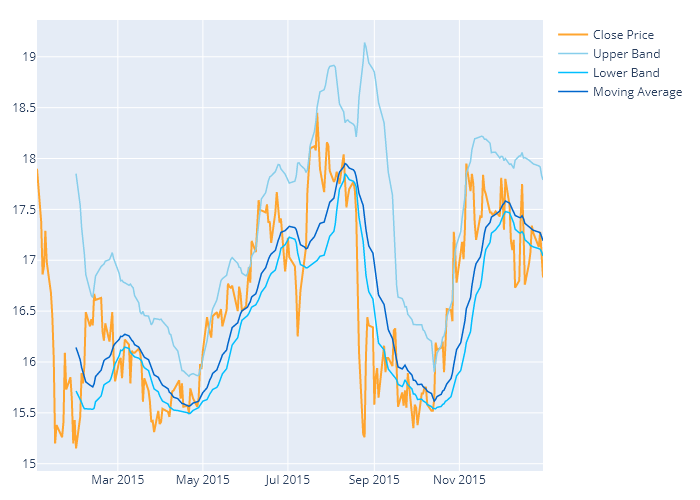 Close Price
Upper Band
Lower Band
Moving Average
19
18.5
18
17.5
17
16.5
16
15.5
15
Mar 2015 May 2015 Jul 2015 Sep 2015 Nov 2015